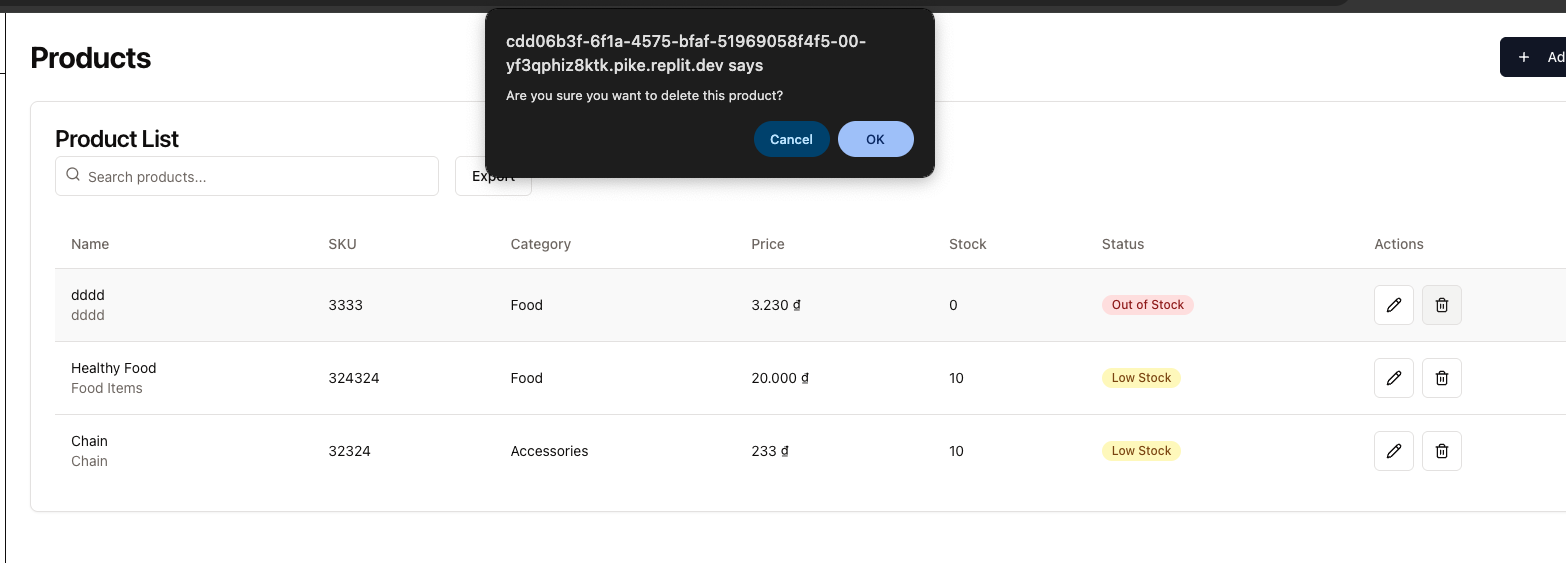 cdd06b3f-6f1a-4575-bfaf-51969058f4f5-00-
yf3qphiz8ktk.pike.replit.dev says
Are you sure you want to delete this product?
Cancel OK
Products
+ Ad
Product List
Search products...
Export
Name SKU Category Price Stock Status Actions
dddd
dddd
3333 Food 3.230 ₫ 0 Out of Stock
Healthy Food
Food Items
324324 Food 20.000 ₫ 10 Low Stock
Chain
Chain
32324 Accessories 233 ₫ 10 Low Stock